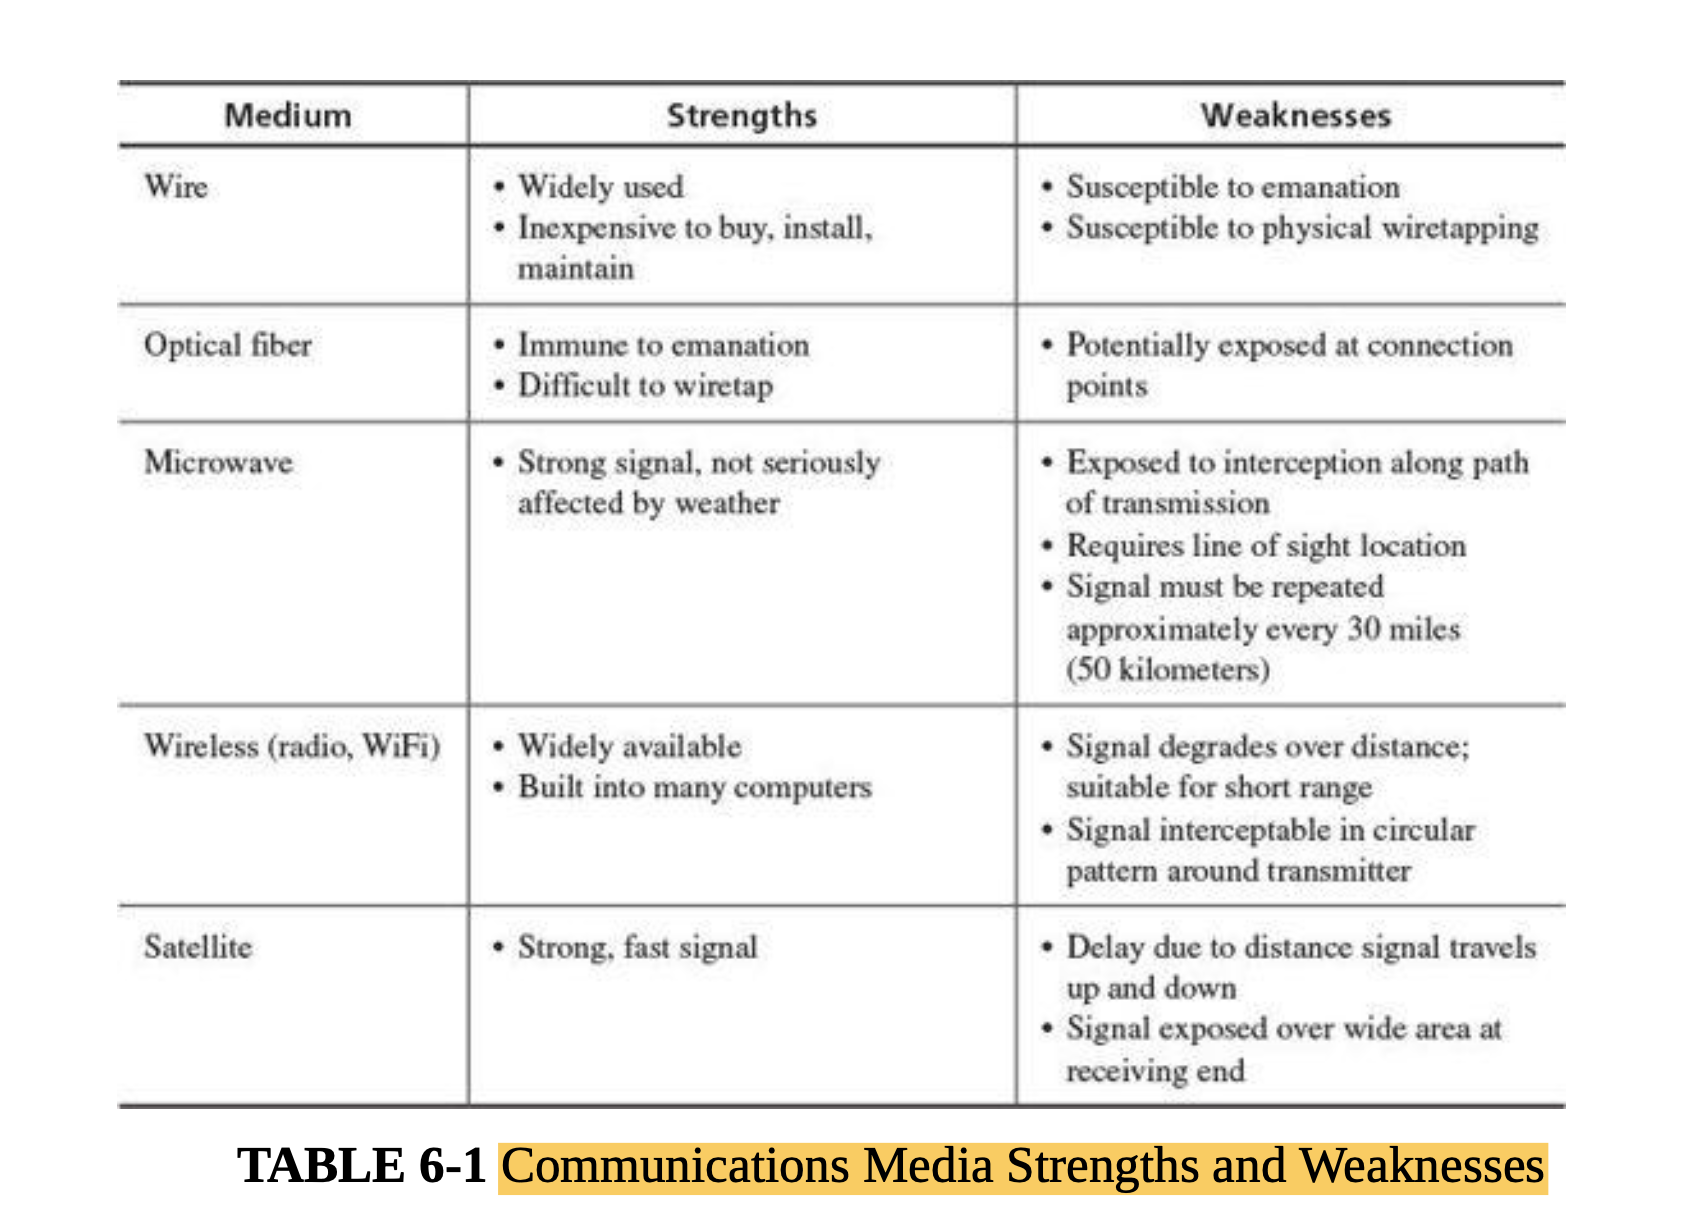 Medium Strengths Weaknesses
Wire
• Widely used
• Inexpensive to buy, install,
maintain
• Susceptible to emanation
• Susceptible to physical wiretapping
Optical fiber
• Immune to emanation
• Difficult to wiretap
• Potentially exposed at connection
points
Microwave
• Strong signal, not seriously
affected by weather
• Exposed to interception along path
of transmission
• Requires line of sight location
• Signal must be repeated
approximately every 30 miles
(50 kilometers)
Wireless (radio, WiFi)
• Widely available
• Built into many computers
• Signal degrades over distance;
suitable for short range
• Signal interceptable in circular
pattern around transmitter
Satellite
• Strong, fast signal
• Delay due to distance signal travels
up and down
• Signal exposed over wide area at
receiving end
TABLE 6-1 Communications Media Strengths and Weaknesses